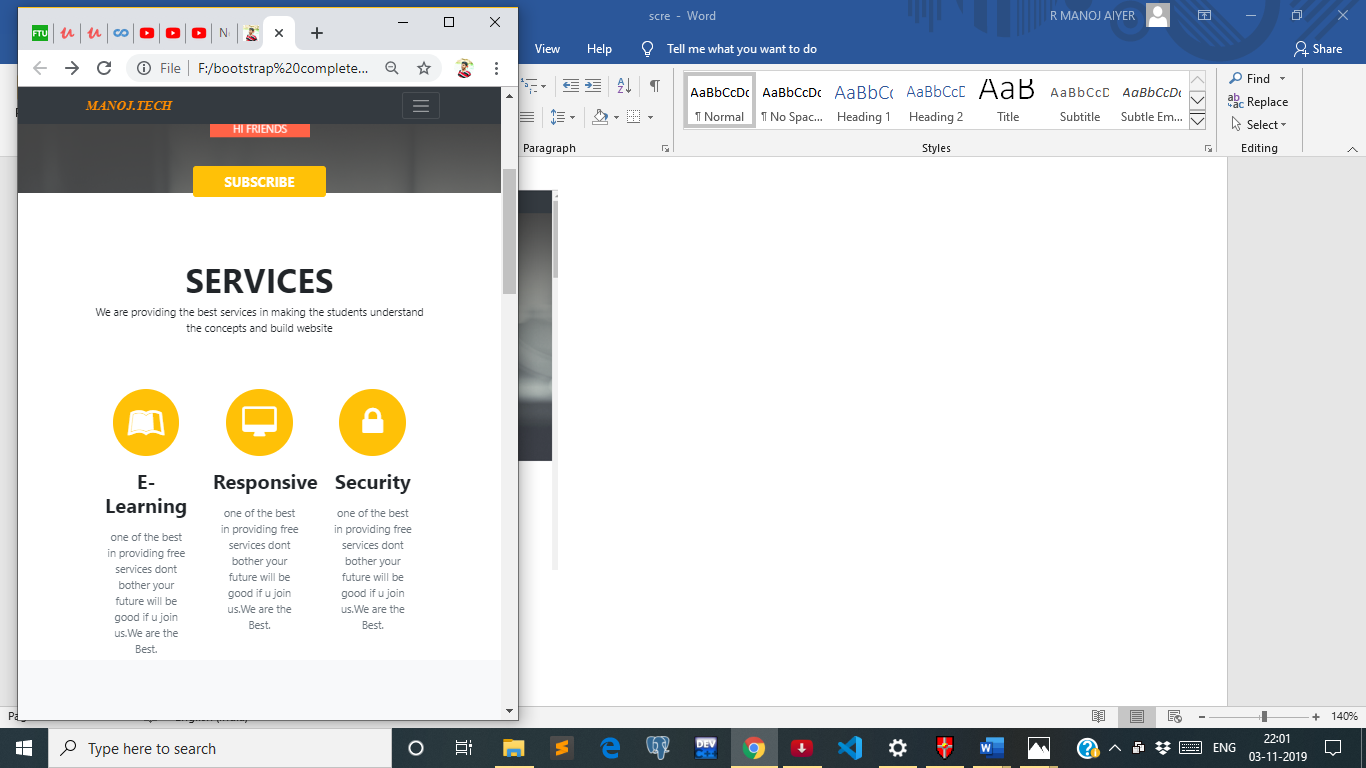 scre - Word
R MANOJ AIYER
FTU
File
F:/bootstrap%20complete...
View
Help
Tell me what you want to do
Share
AaBbCcDc
AaBbCcDc
AaBbCc
AaBbCcD
AaB
AaBbCcD
AaBbCcDc
¶ Normal
¶ No Spac...
Heading 1
Heading 2
Title
Subtitle
Subtle Em...
Find
Replace
Select
Paragraph
Styles
Editing
MANOJ.TECH
HI FRIENDS
SUBSCRIBE
SERVICES
We are providing the best services in making the students understand
the concepts and build website
E-
Learning
one of the best
in providing free
services dont
bother your
future will be
good if u join
us.We are the
Best.
Responsive
one of the best
in providing free
services dont
bother your
future will be
good if u join
us.We are the
Best.
Security
one of the best
in providing free
services dont
bother your
future will be
good if u join
us.We are the
Best.
140%
Type here to search
DEV
ENG
22:01
03-11-2019